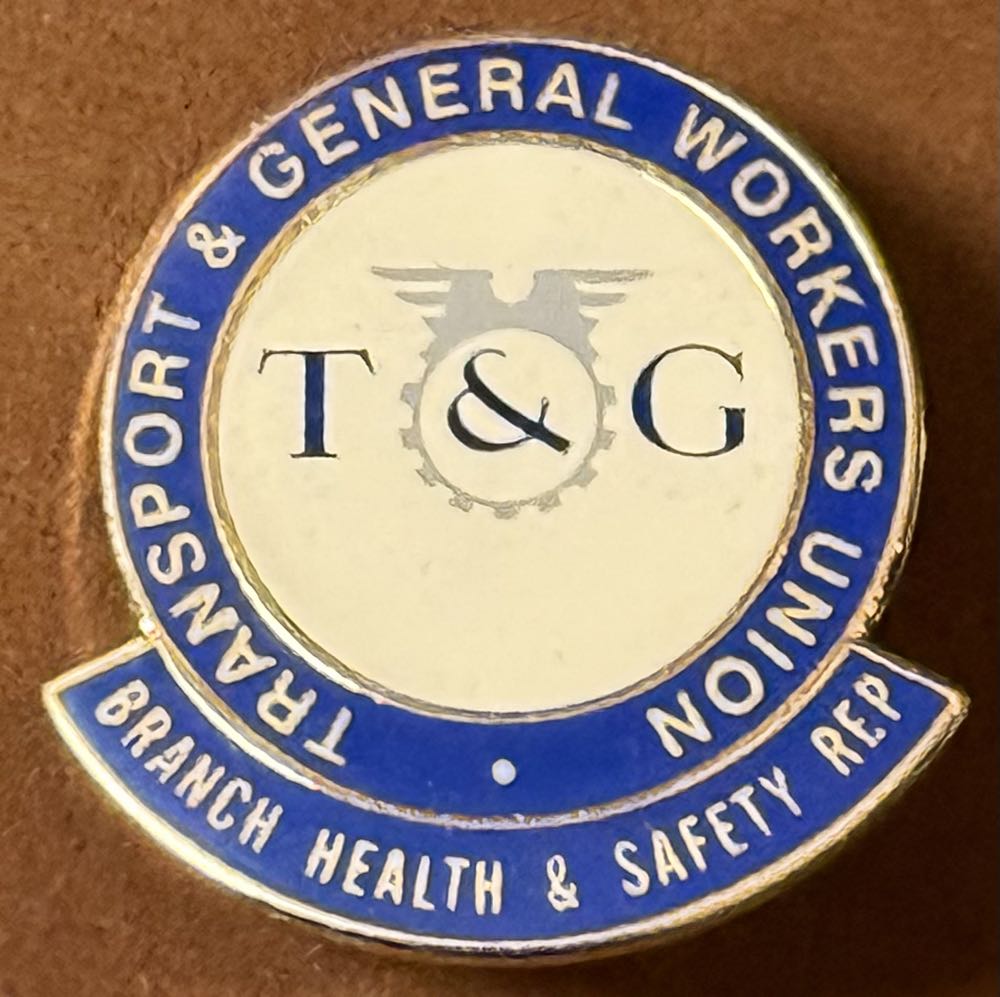 TRANSPORT & GENERAL WORKERS UNION
T & G
BRANCH HEALTH & SAFETY REP